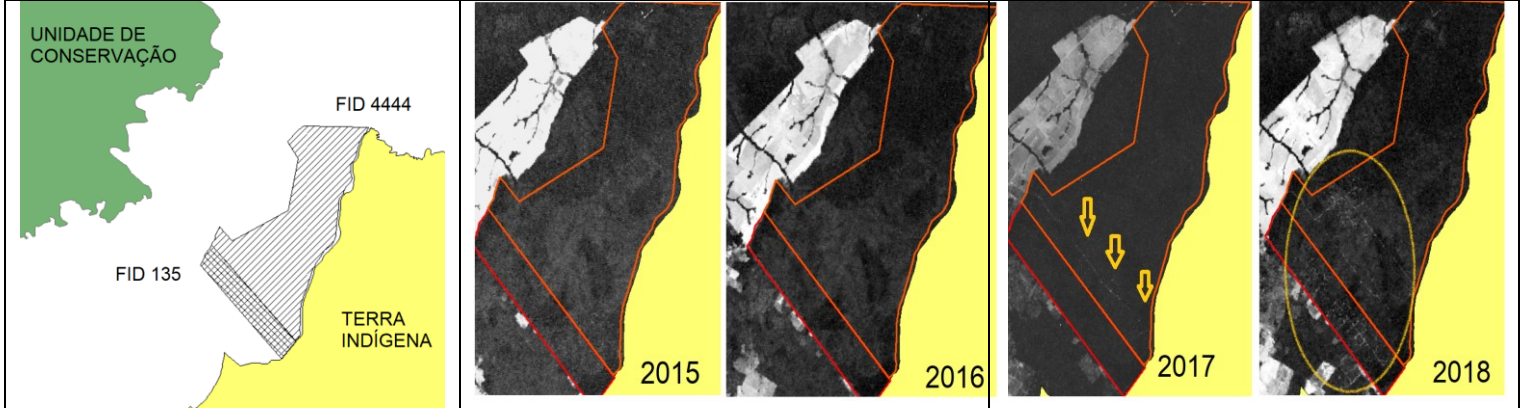 UNIDADE DE
CONSERVAÇÃO
FID 4444
FID 135
TERRA
INDÍGENA
2015
2016
2017
2018